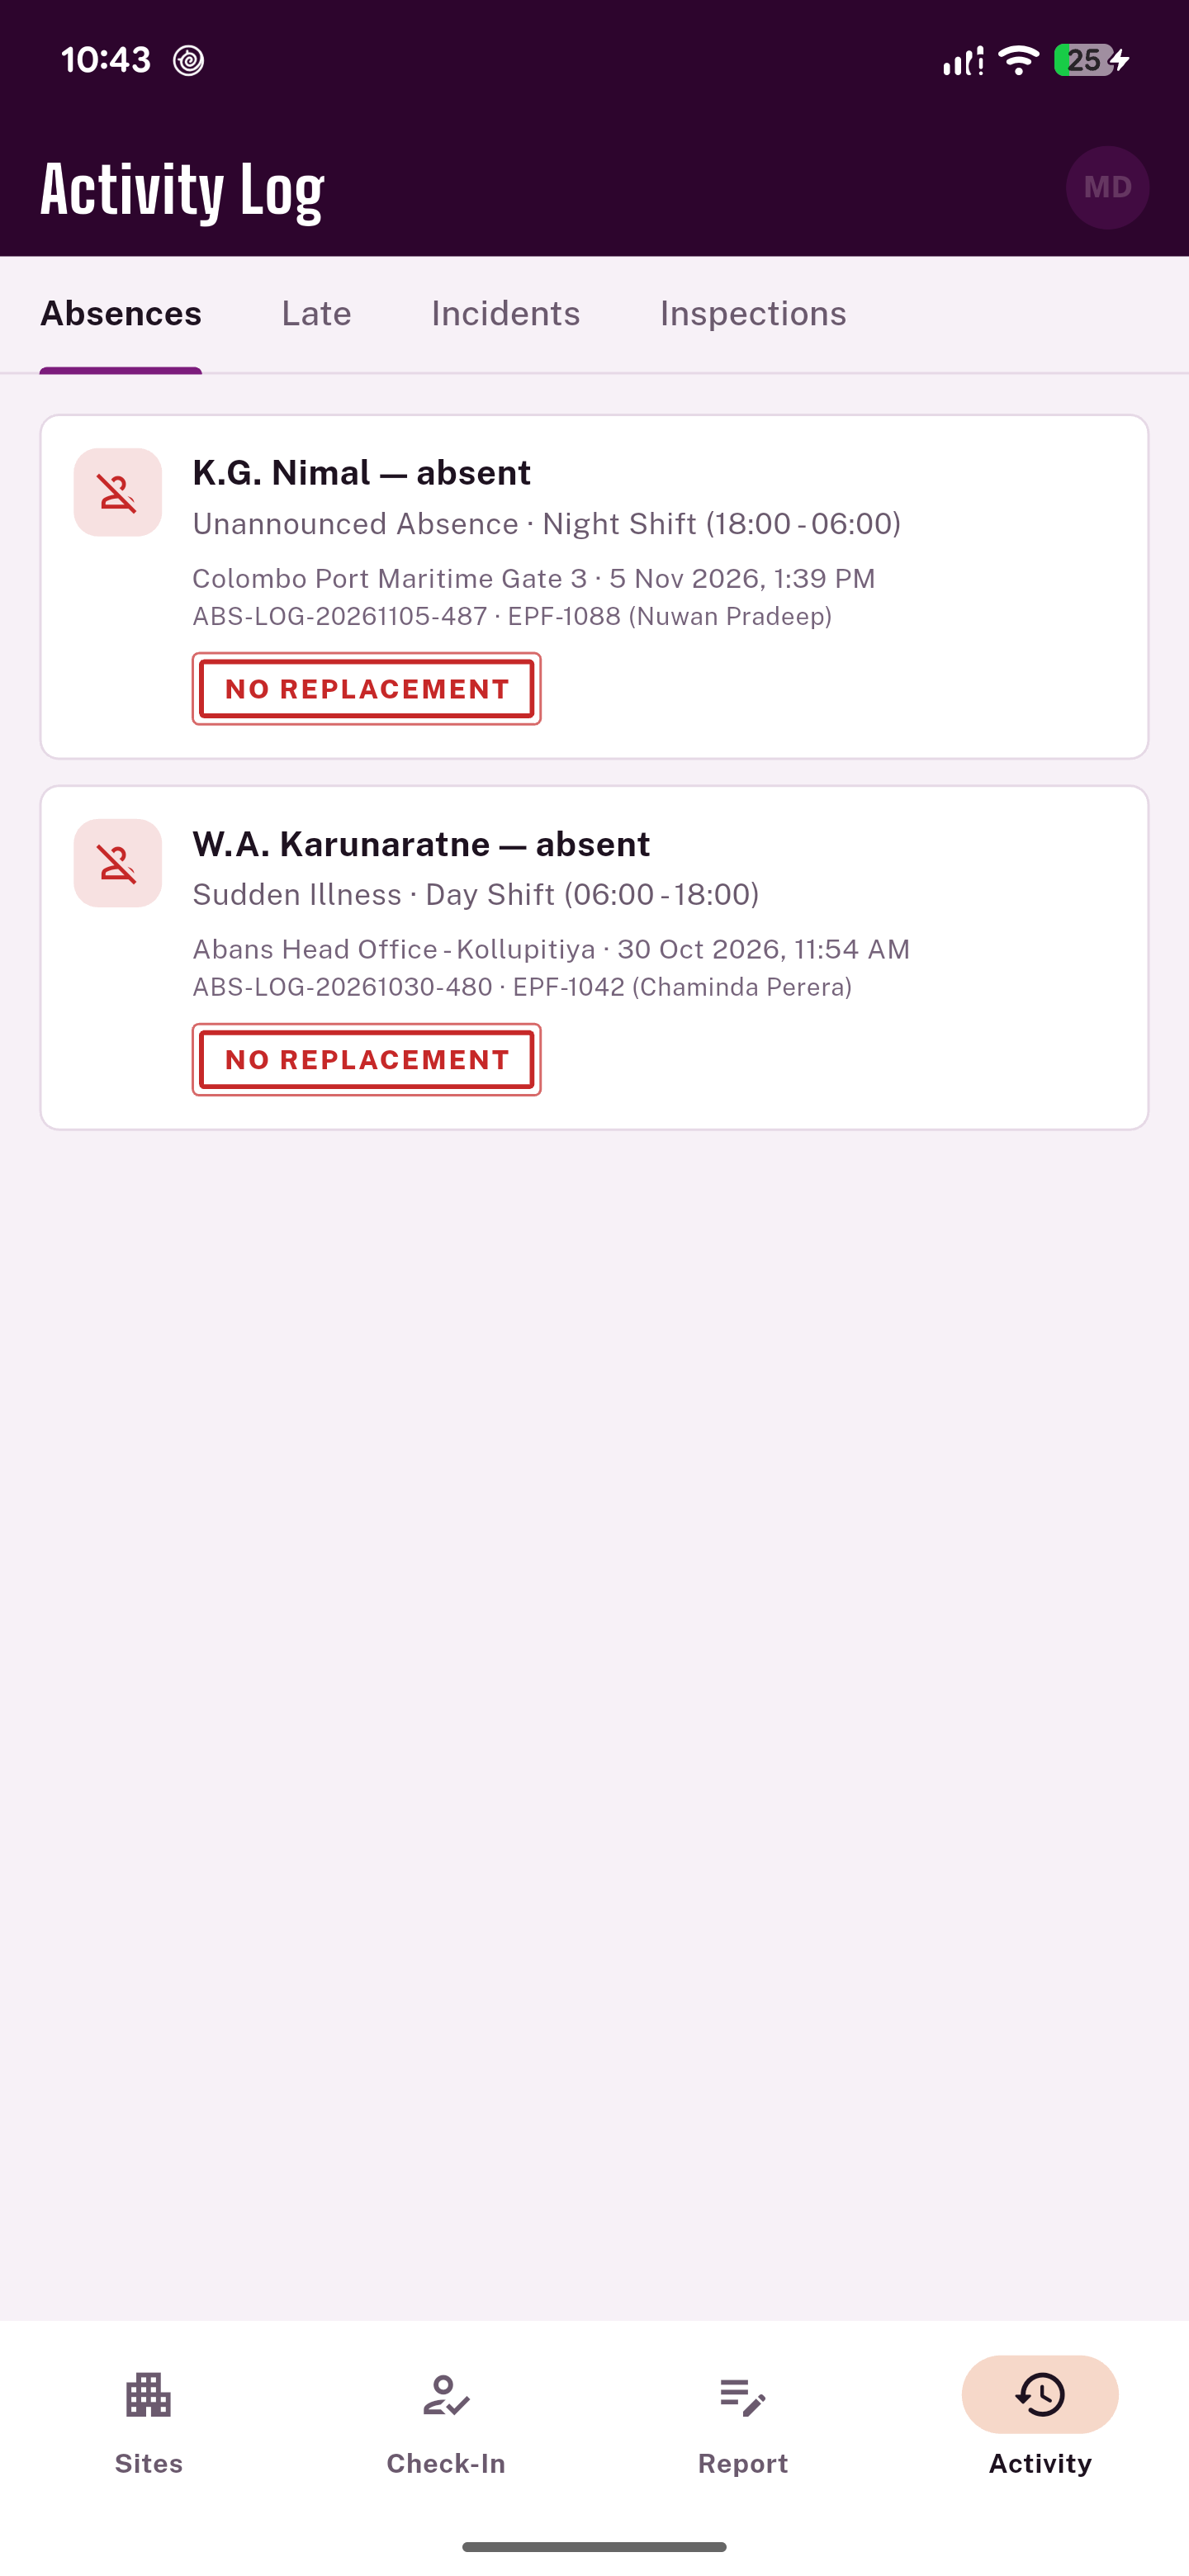 10:43
25
Activity Log
MD
Absences Late Incidents Inspections
K.G. Nimal — absent
Unannounced Absence · Night Shift (18:00 - 06:00)
Colombo Port Maritime Gate 3 · 5 Nov 2026, 1:39 PM
ABS-LOG-20261105-487 · EPF-1088 (Nuwan Pradeep)
NO REPLACEMENT
W.A. Karunaratne — absent
Sudden Illness · Day Shift (06:00 - 18:00)
Abans Head Office - Kollupitiya · 30 Oct 2026, 11:54 AM
ABS-LOG-20261030-480 · EPF-1042 (Chaminda Perera)
NO REPLACEMENT
Sites Check-In Report Activity